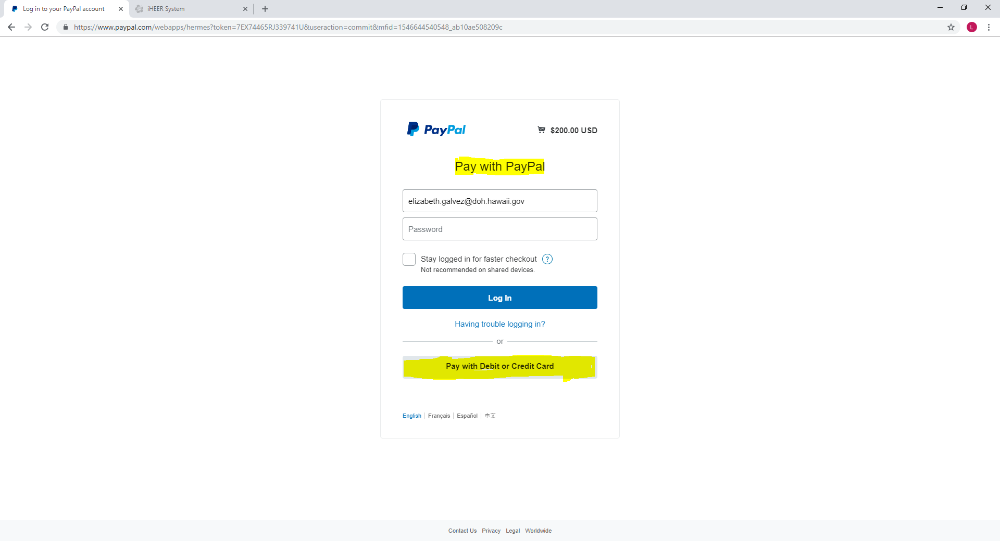 Log in to your PayPal account
iHEER System
https://www.paypal.com/webapps/hermes?token=7EX74465RJ339741U&useraction=commit&mfid=1546644540548_ab10ae508209c
L
PayPal
$200.00 USD
Pay with PayPal
elizabeth.galvez@doh.hawaii.gov
Password
Stay logged in for faster checkout ?
Not recommended on shared devices.
Log In
Having trouble logging in?
or
Pay with Debit or Credit Card
English | Français | Español | 中文
Contact Us Privacy Legal Worldwide